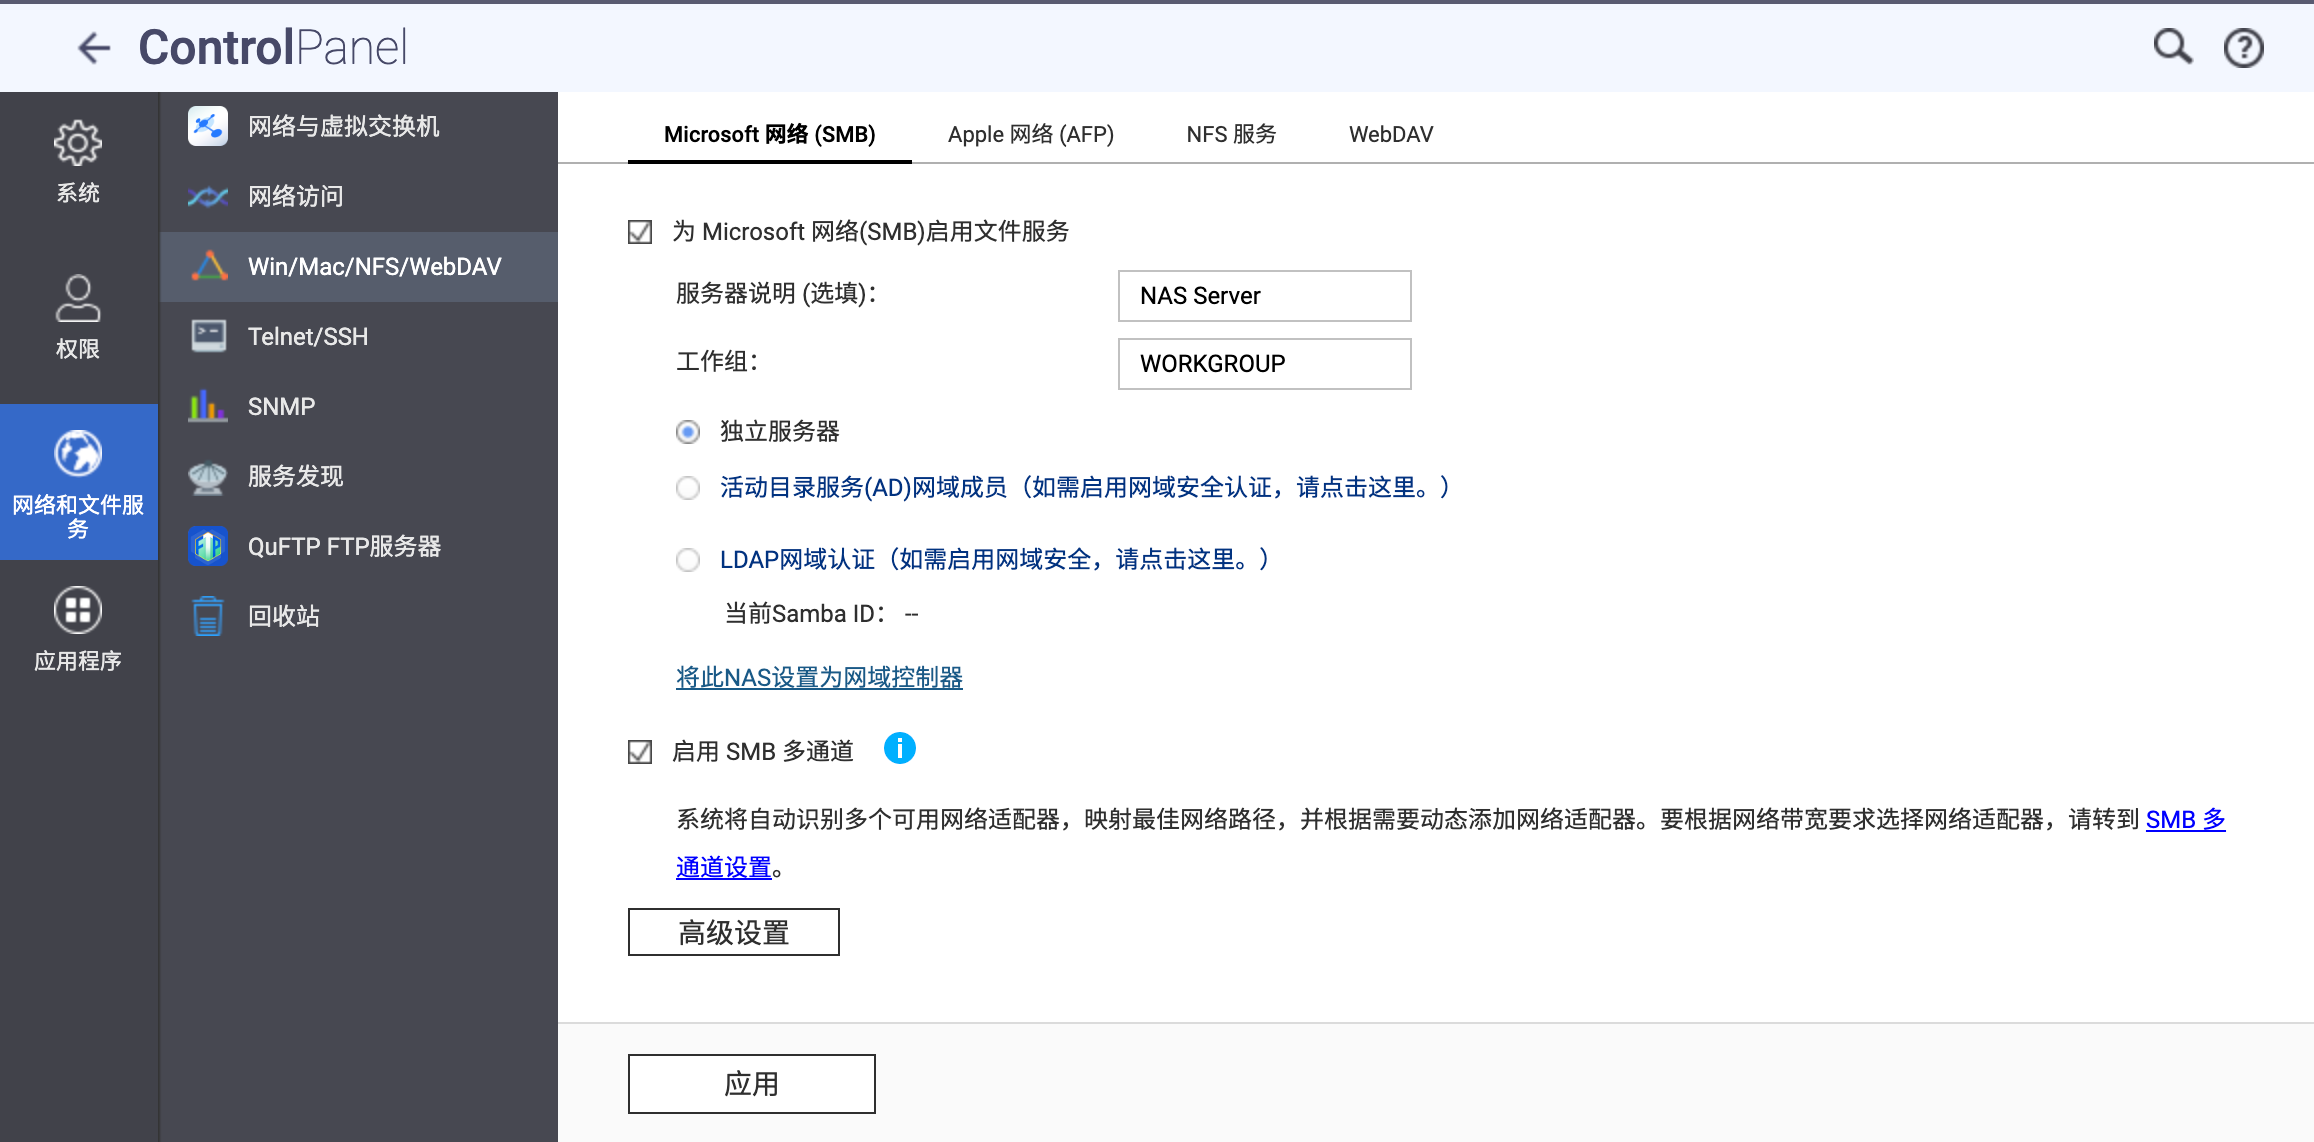 ControlPanel
系统
权限
网络和文件服
务
应用程序
网络与虚拟交换机
网络访问
Win/Mac/NFS/WebDAV
Telnet/SSH
SNMP
服务发现
QuFTP FTP服务器
回收站
Microsoft 网络 (SMB) Apple 网络 (AFP) NFS 服务 WebDAV
为 Microsoft 网络(SMB)启用文件服务
服务器说明 (选填)： NAS Server
工作组： WORKGROUP
独立服务器
活动目录服务(AD)网域成员（如需启用网域安全认证，请点击这里。）
LDAP网域认证（如需启用网域安全，请点击这里。）
当前Samba ID： --
将此NAS设置为网域控制器
启用 SMB 多通道
系统将自动识别多个可用网络适配器，映射最佳网络路径，并根据需要动态添加网络适配器。要根据网络带宽要求选择网络适配器，请转到 SMB 多
通道设置。
高级设置
应用